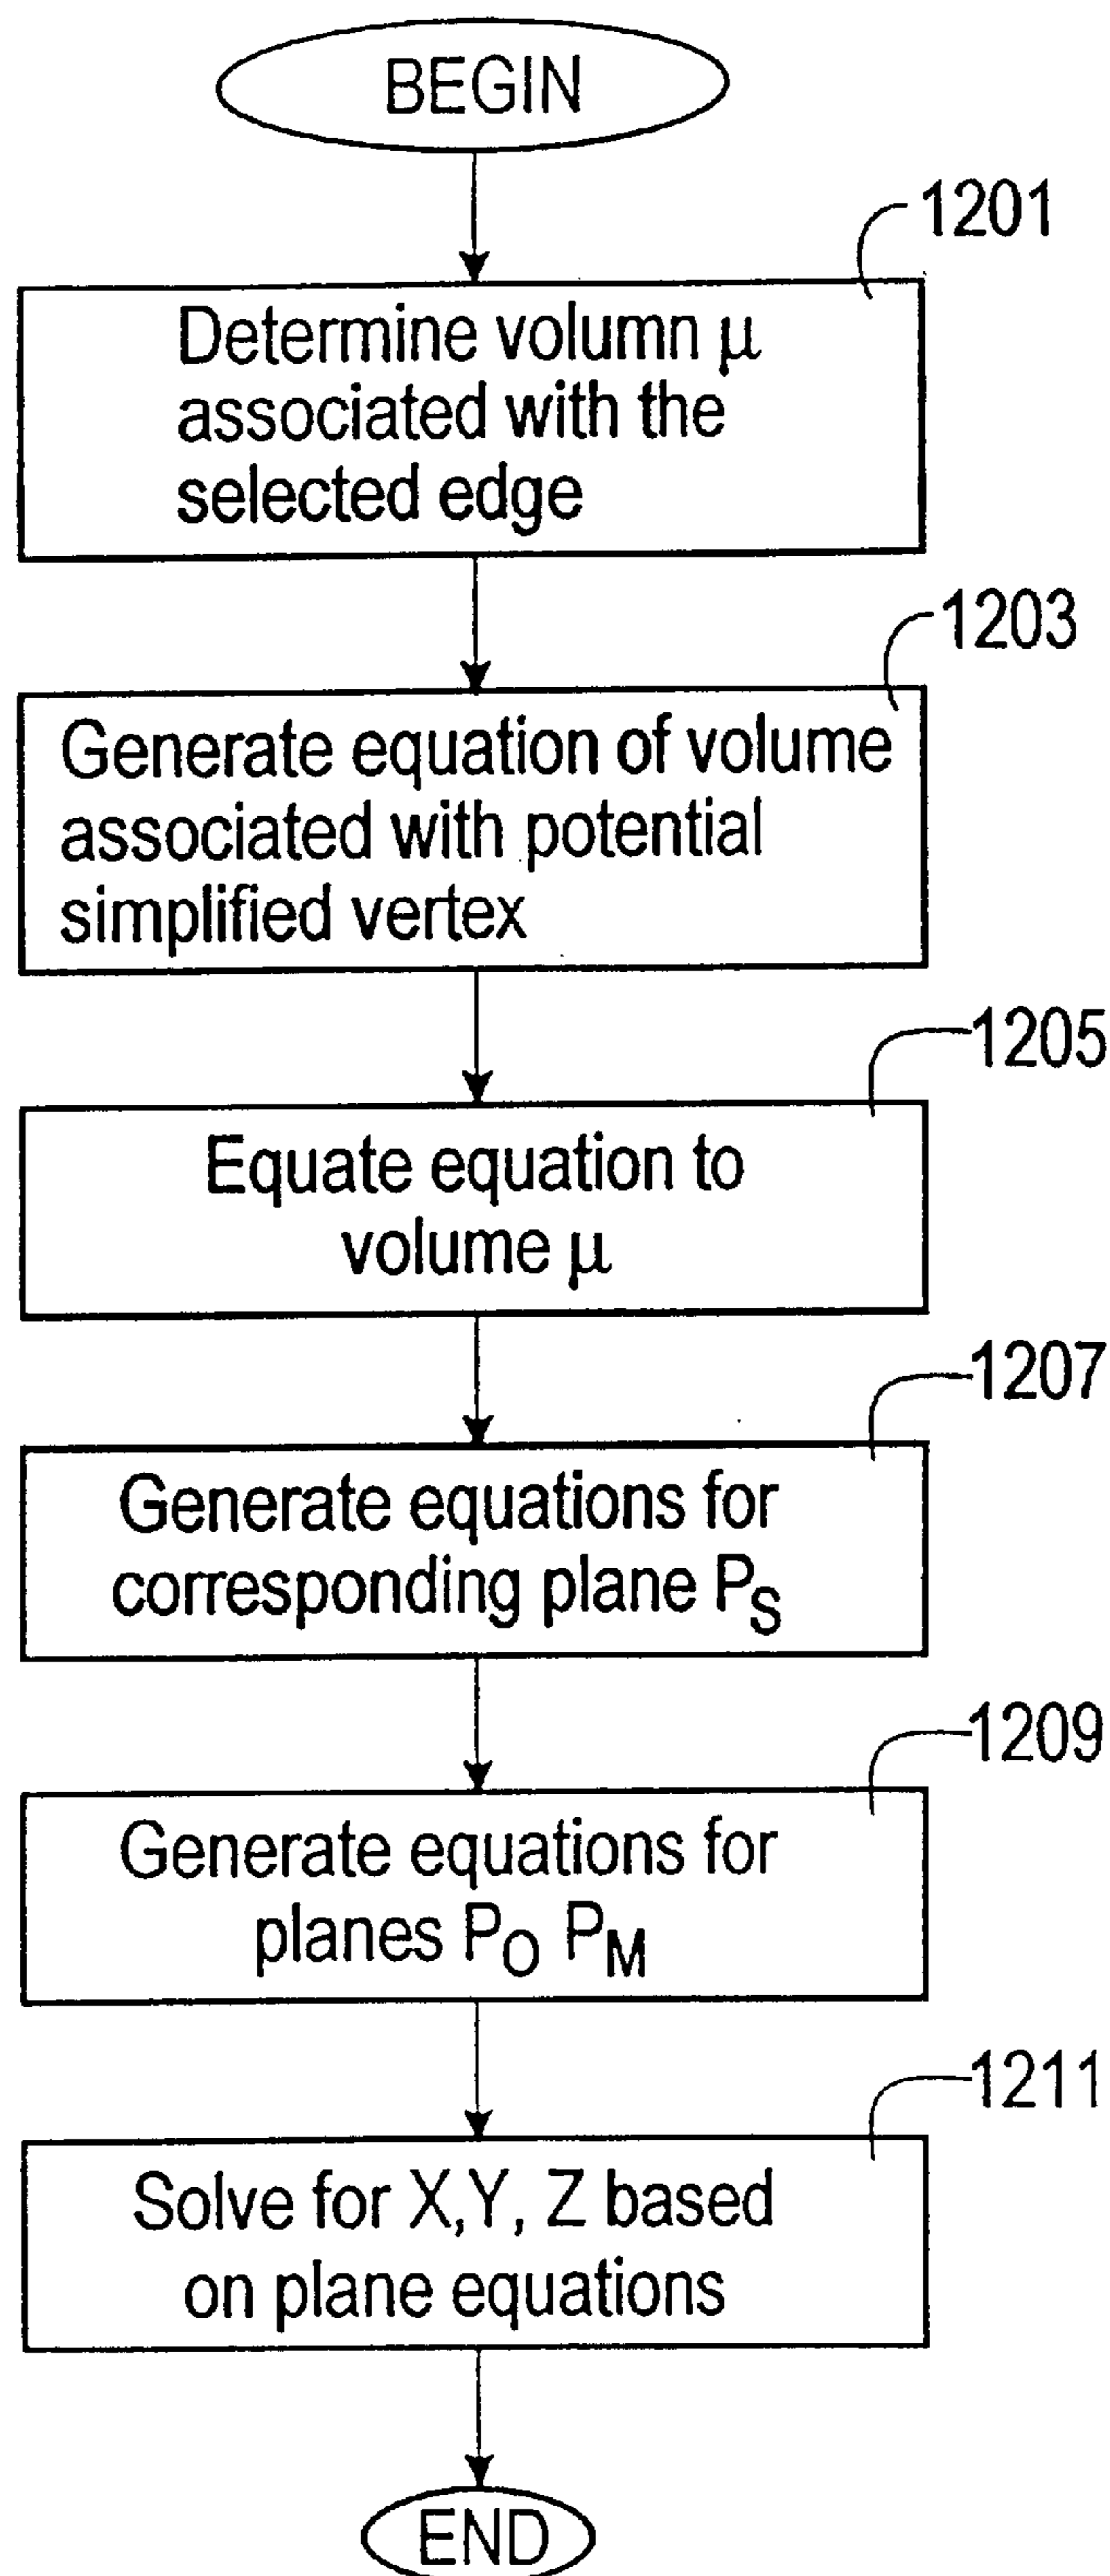 BEGIN
1201
Determine volumn μ
associated with the
selected edge
1203
Generate equation of volume
associated with potential
simplified vertex
1205
Equate equation to
volume μ
1207
Generate equations for
corresponding plane PS
1209
Generate equations for
planes PO PM
1211
Solve for X,Y, Z based
on plane equations
END